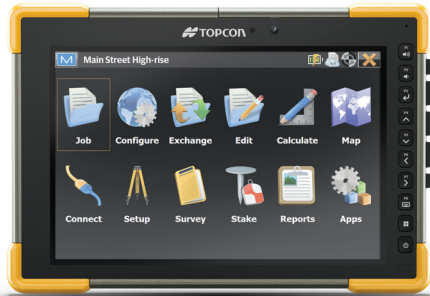 TOPCON
M Main Street High-rise
Job Configure Exchange Edit Calculate Map
Connect Setup Survey Stake Reports Apps